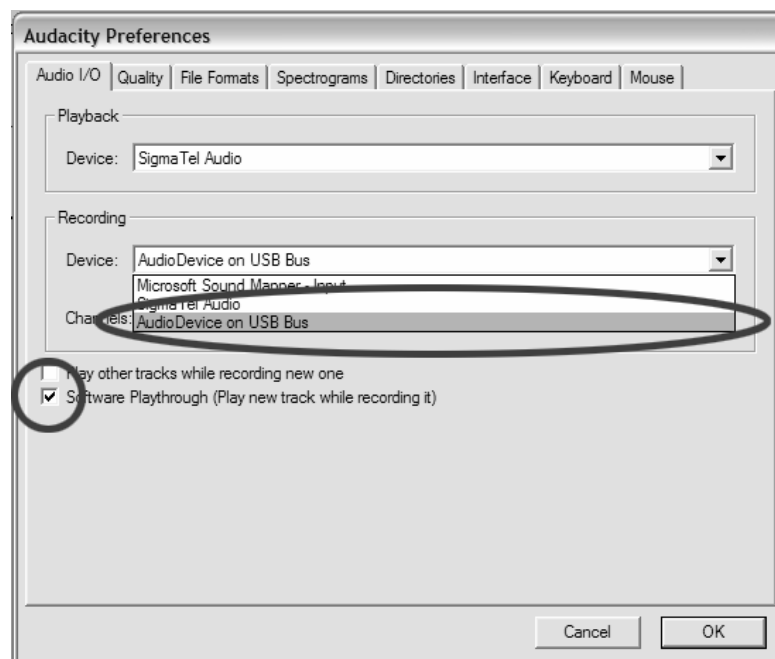 Audacity Preferences
Audio I/O Quality File Formats Spectrograms Directories Interface Keyboard Mouse
Playback
Device: SigmaTel Audio
Recording
Device: AudioDevice on USB Bus
Microsoft Sound Mapper - Input
SigmaTel Audio
Channels: AudioDevice on USB Bus
Play other tracks while recording new one
Software Playthrough (Play new track while recording it)
Cancel OK